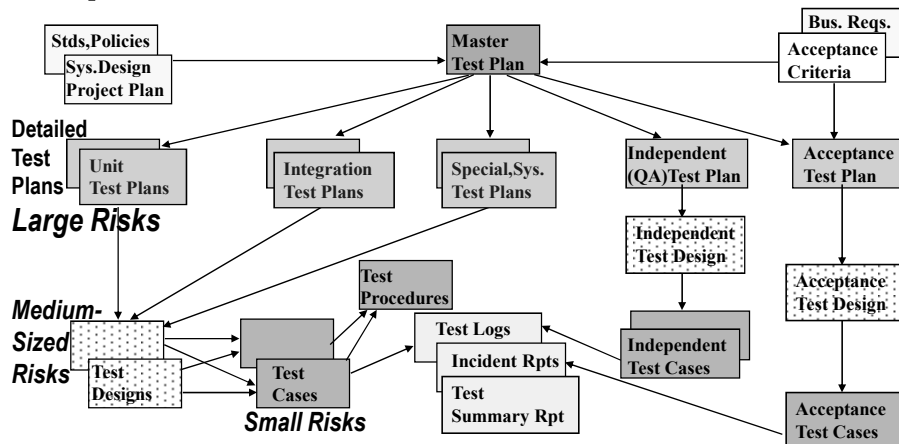 Stds,Policies
Sys.Design
Project Plan
Master
Test Plan
Bus. Reqs.
Acceptance
Criteria
Detailed
Test
Plans
Unit
Test Plans
Integration
Test Plans
Special,Sys.
Test Plans
Independent
(QA)Test Plan
Acceptance
Test Plan
Large Risks
Independent
Test Design
Test
Procedures
Acceptance
Test Design
Medium-
Sized
Risks
Test
Designs
Test
Cases
Small Risks
Test Logs
Incident Rpts
Test
Summary Rpt
Independent
Test Cases
Acceptance
Test Cases